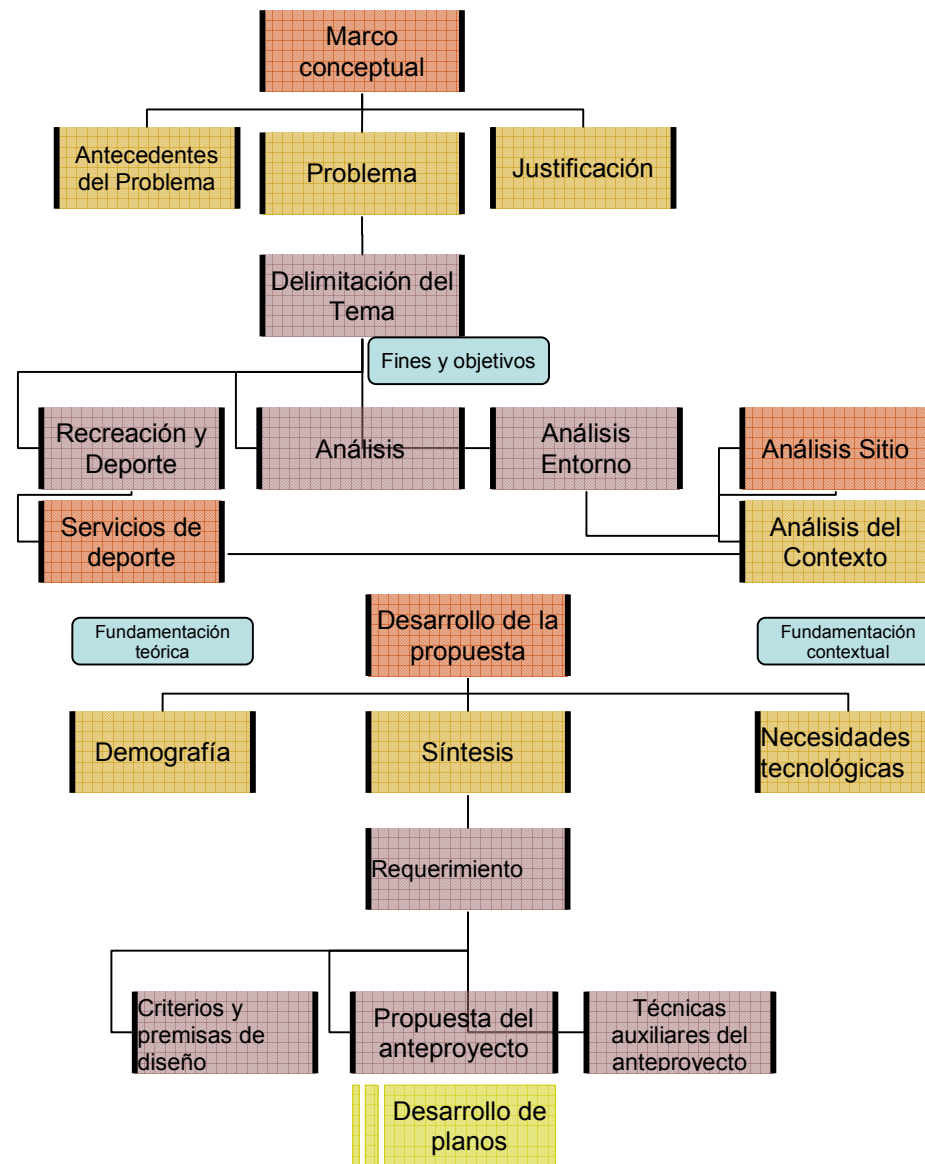 Marco
conceptual
Antecedentes
del Problema
Problema
Justificación
Delimitación del
Tema
Fines y objetivos
Recreación y
Deporte
Análisis
Análisis
Entorno
Análisis Sitio
Servicios de
deporte
Análisis del
Contexto
Fundamentación
teórica
Desarrollo de la
propuesta
Fundamentación
contextual
Demografía
Síntesis
Necesidades
tecnológicas
Requerimiento
Criterios y
premisas de
diseño
Propuesta del
anteproyecto
Técnicas
auxiliares del
anteproyecto
Desarrollo de
planos